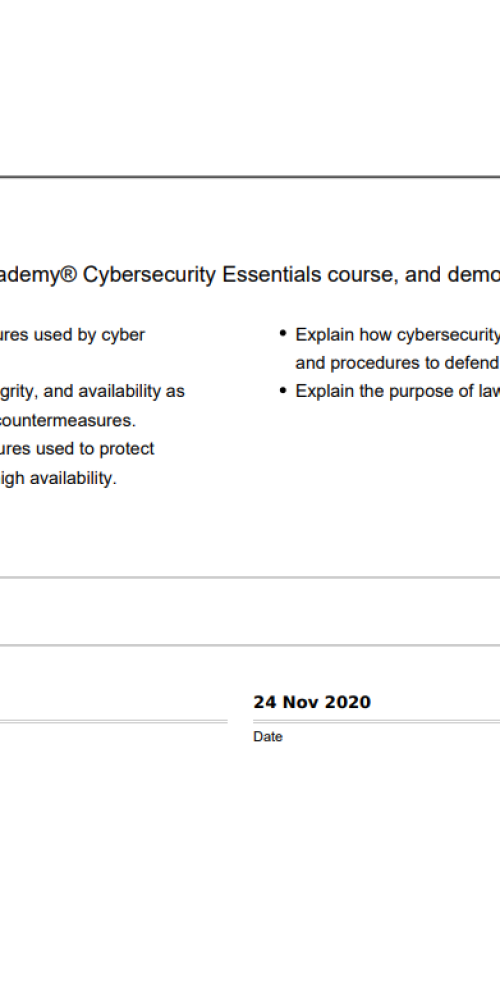 ademy® Cybersecurity Essentials course, and demo
ures used by cyber
grity, and availability as
countermeasures.
ures used to protect
igh availability.
• Explain how cybersecurity
and procedures to defend
• Explain the purpose of law
24 Nov 2020
Date